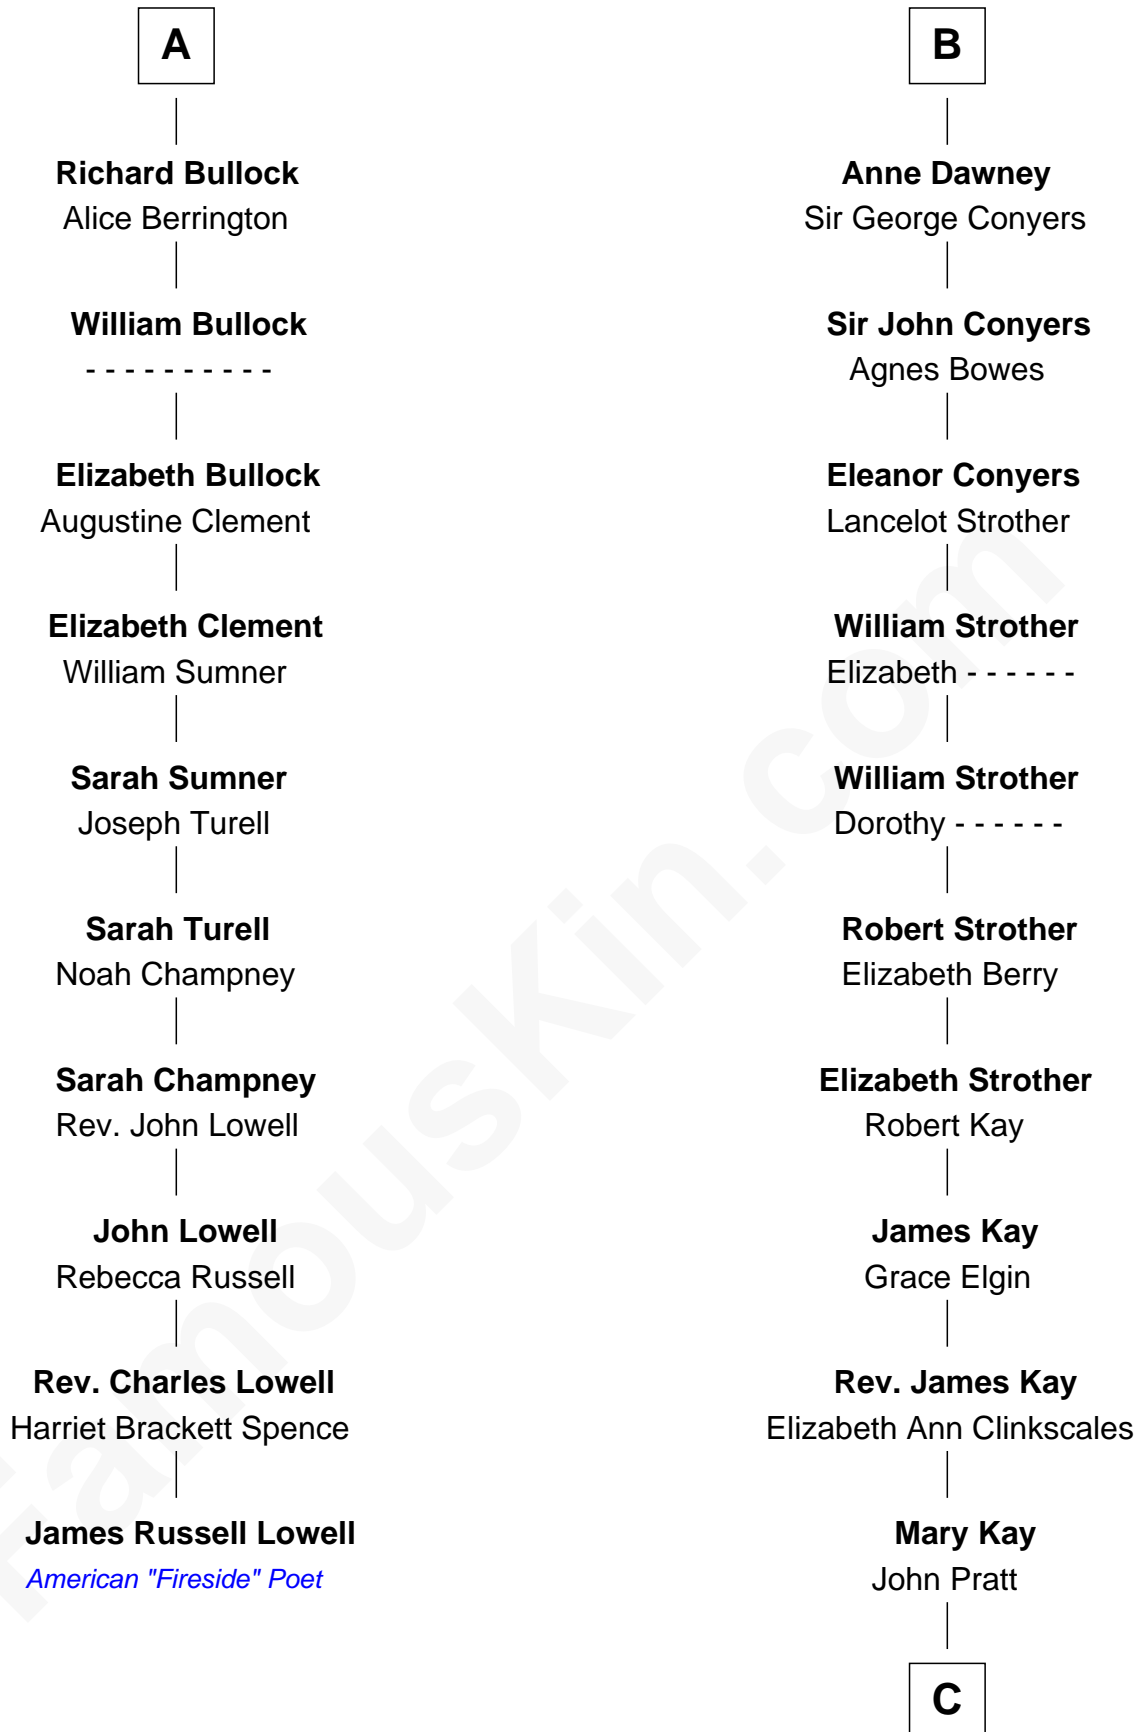 A
Richard Bullock
Alice Berrington
William Bullock
- - - - - - - - - -
Elizabeth Bullock
Augustine Clement
Elizabeth Clement
William Sumner
Sarah Sumner
Joseph Turell
Sarah Turell
Noah Champney
Sarah Champney
Rev. John Lowell
John Lowell
Rebecca Russell
Rev. Charles Lowell
Harriet Brackett Spence
James Russell Lowell
American "Fireside" Poet
B
Anne Dawney
Sir George Conyers
Sir John Conyers
Agnes Bowes
Eleanor Conyers
Lancelot Strother
William Strother
Elizabeth - - - - - -
William Strother
Dorothy - - - - - -
Robert Strother
Elizabeth Berry
Elizabeth Strother
Robert Kay
James Kay
Grace Elgin
Rev. James Kay
Elizabeth Ann Clinkscales
Mary Kay
John Pratt
C
FamousKin.com